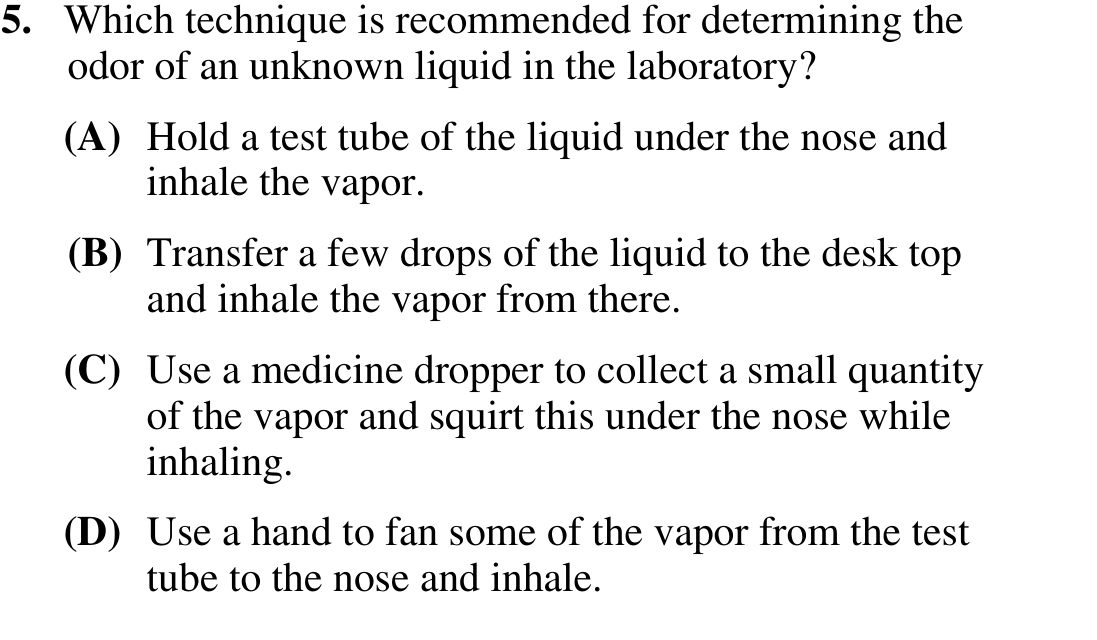 5. Which technique is recommended for determining the
odor of an unknown liquid in the laboratory?
(A) Hold a test tube of the liquid under the nose and
inhale the vapor.
(B) Transfer a few drops of the liquid to the desk top
and inhale the vapor from there.
(C) Use a medicine dropper to collect a small quantity
of the vapor and squirt this under the nose while
inhaling.
(D) Use a hand to fan some of the vapor from the test
tube to the nose and inhale.